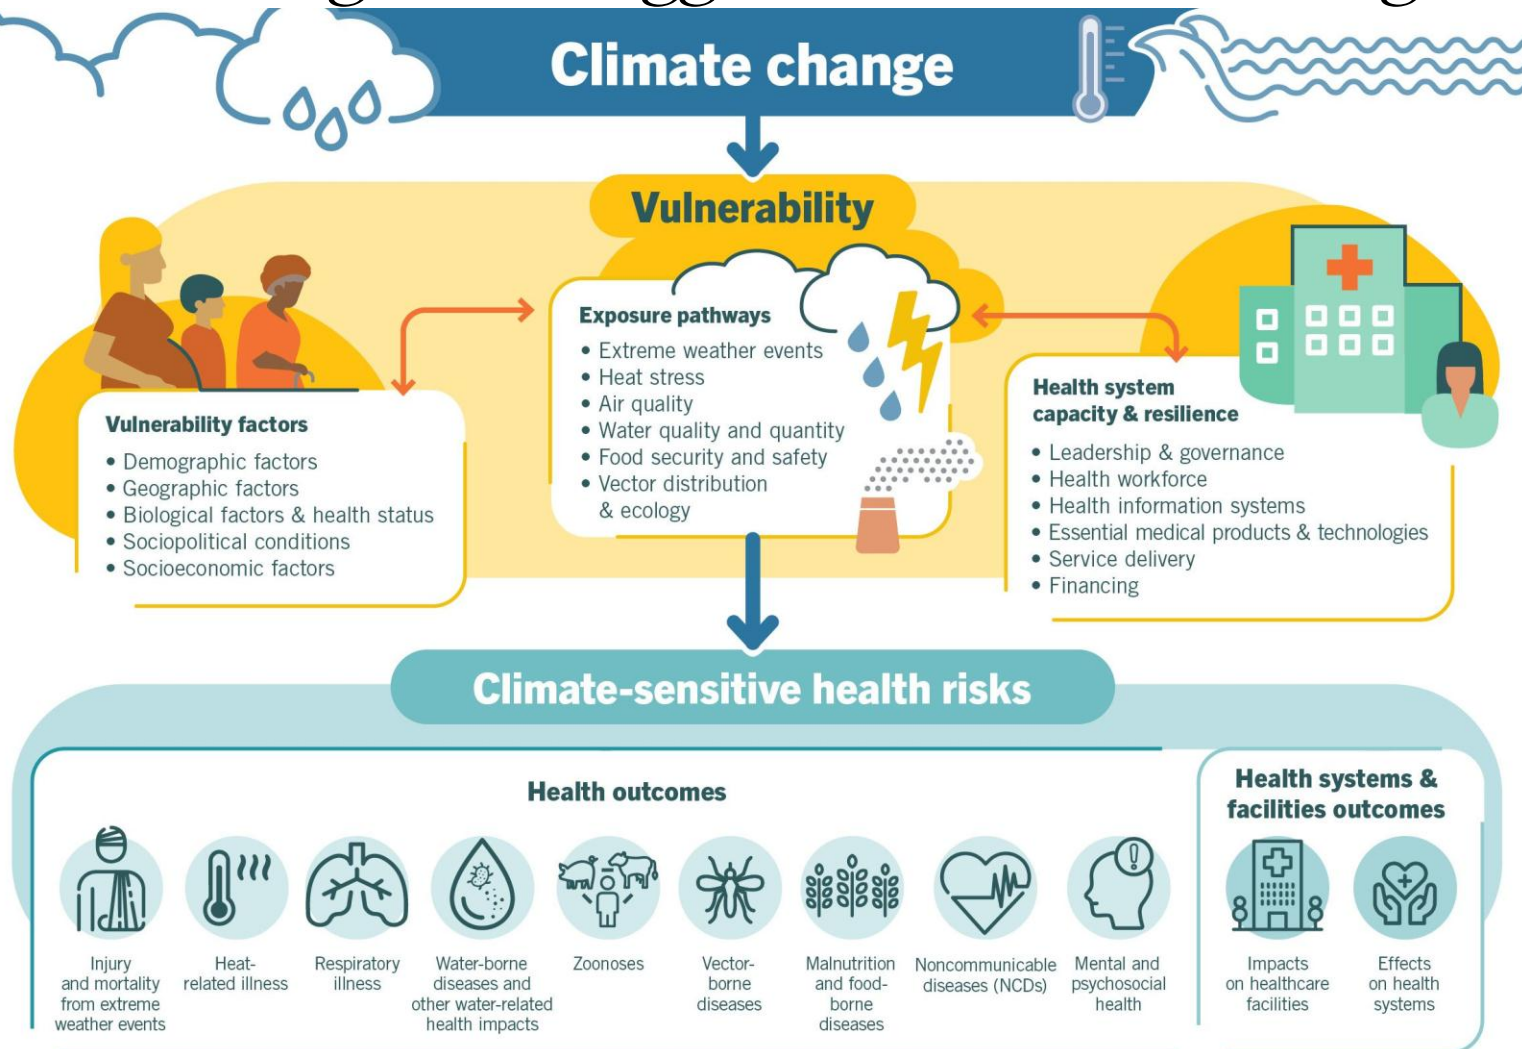 Climate change
Vulnerability
Vulnerability factors
• Demographic factors
• Geographic factors
• Biological factors & health status
• Sociopolitical conditions
• Socioeconomic factors
Exposure pathways
• Extreme weather events
• Heat stress
• Air quality
• Water quality and quantity
• Food security and safety
• Vector distribution
& ecology
Health system
capacity & resilience
• Leadership & governance
• Health workforce
• Health information systems
• Essential medical products & technologies
• Service delivery
• Financing
Climate-sensitive health risks
Health outcomes
Injury
and mortality
from extreme
weather events
Heat-
related illness
Respiratory
illness
Water-borne
diseases and
other water-related
health impacts
Zoonoses
Vector-
borne
diseases
Malnutrition
and food-
borne
diseases
Noncommunicable
diseases (NCDs)
Mental and
psychosocial
health
Health systems &
facilities outcomes
Impacts
on healthcare
facilities
Effects
on health
systems